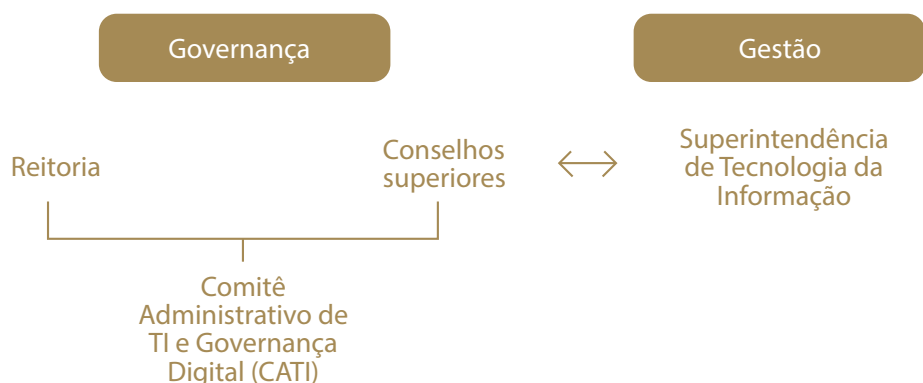 Governança
Gestão
Reitoria
Conselhos
superiores
Superintendência
de Tecnologia da
Informação
Comitê
Administrativo de
TI e Governança
Digital (CATI)